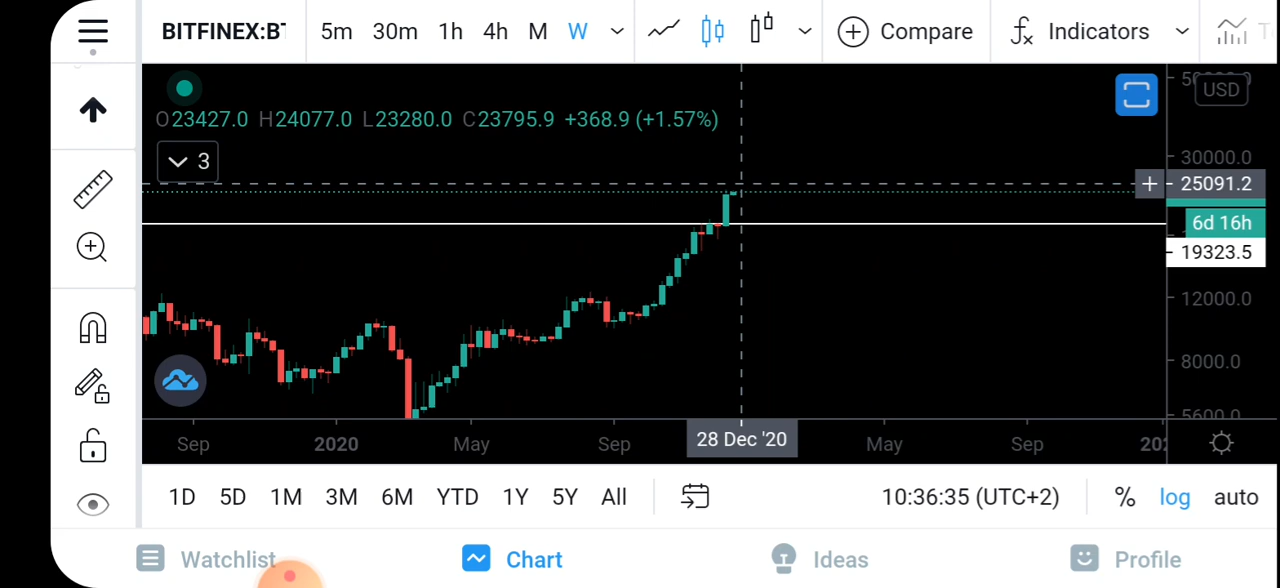 BITFINEX:BT 5m 30m 1h 4h M W Compare Indicators
O23427.0 H24077.0 L23280.0 C23795.9 +368.9 (+1.57%)
3
USD
30000.0
25091.2
6d 16h
19323.5
12000.0
8000.0
5600.0
Sep 2020 May Sep 28 Dec '20 May Sep
1D 5D 1M 3M 6M YTD 1Y 5Y All 10:36:35 (UTC+2) % log auto
Watchlist Chart Ideas Profile